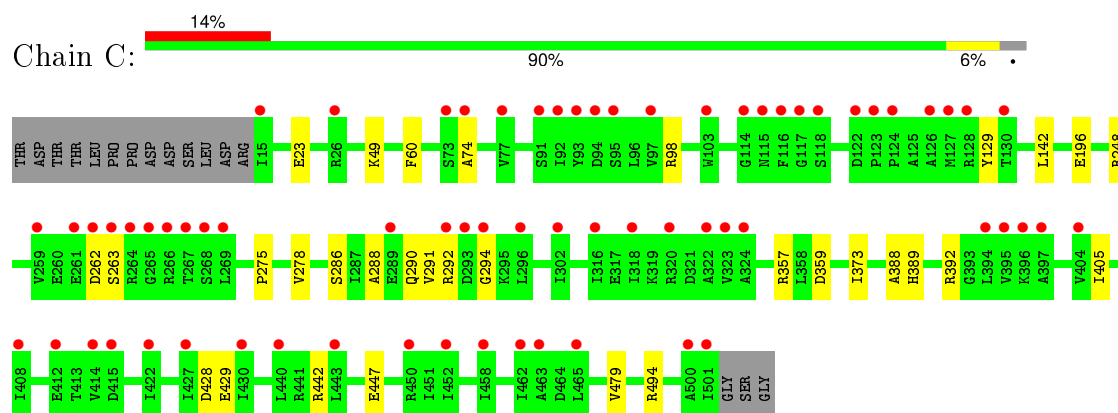 14%
Chain C:
90% 6% •
THR ASP THR THR LEU PRO PRO ASP ASP SER LEU ASP ARG I15 E23 R26 K49 F60 S73 A74 V77 S91 I92 Y93 D94 S95 L96 V97 R98 W103 G114 N115 F116 G117 S118 D122 P123 P124 A125 A126 M127 R128 Y129 T130 L142 E196 R248
V259 E260 E261 D262 S263 R264 G265 R266 T267 S268 L269 P275 V278 S286 I287 A288 E289 Q290 V291 R292 D293 G294 K295 L296 I302 I316 E317 I318 K319 R320 D321 A322 V323 A324 R357 L358 D359 I373 A388 H389 R392 G393 L394 V395 K396 A397 V404 I405
I408 E412 T413 V414 D415 I422 I427 D428 E429 I430 L440 R441 R442 L443 E447 R450 I451 I452 I458 I462 A463 D464 L465 V479 R494 A500 I501 GLY SER GLY